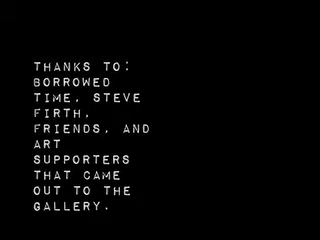 THANKS TO:
BORROWED
TIME, STEVE
FIRTH,
FRIENDS, AND
ART
SUPPORTERS
THAT CAME
OUT TO THE
GALLERY.